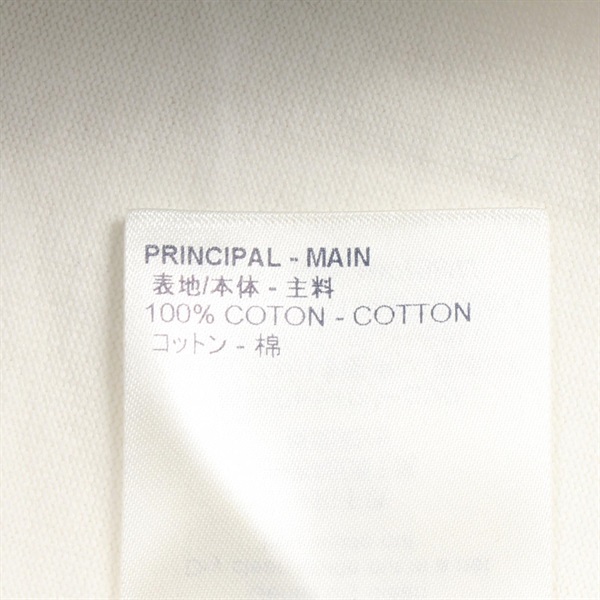 PRINCIPAL - MAIN
表地/本体 - 主料
100% COTON - COTTON
コットン - 棉